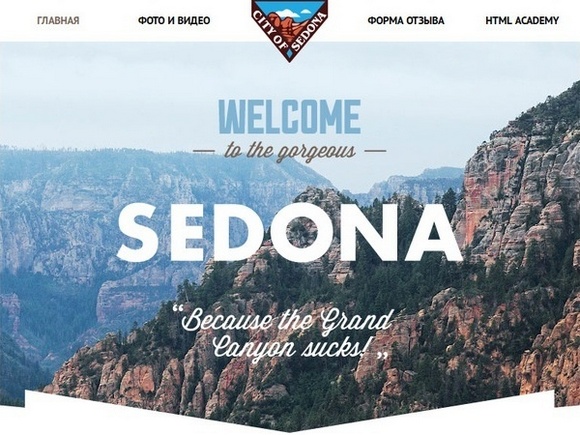 ГЛАВНАЯ
ФОТО И ВИДЕО
CITY OF
SEDONA
ФОРМА ОТЗЫВА
HTML ACADEMY
WELCOME
to the gorgeous
SEDONA
“Because the Grand
Canyon sucks!„